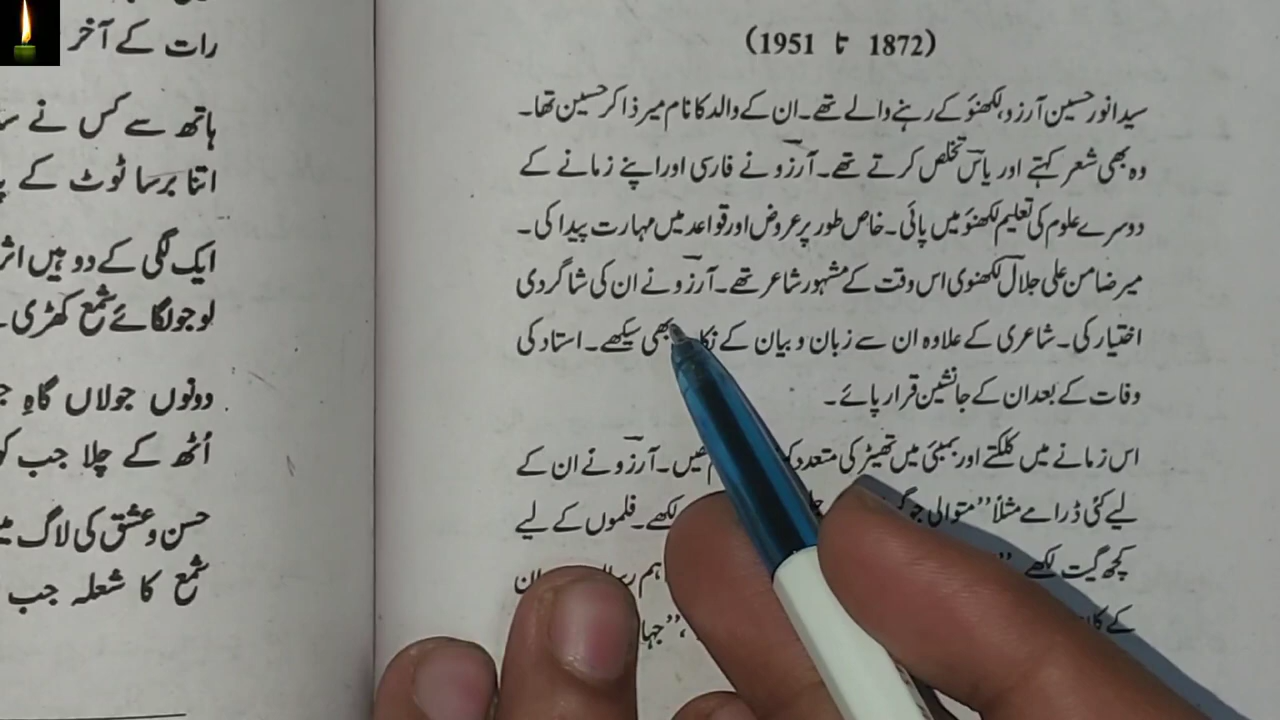 (1872 تا 1951)
سید انور حسین آرزو، لکھنؤ کے رہنے والے تھے۔ ان کے والد کا نام میر ذاکر حسین تھا۔
وہ بھی شعر کہتے اور یاس تخلص کرتے تھے۔ آرزو نے فارسی اور اپنے زمانے کے
دوسرے علوم کی تعلیم لکھنؤ میں پائی۔ خاص طور پر عروض اور قواعد میں مہارت پیدا کی۔
میر ضامن علی جلال لکھنوی اس وقت کے مشہور شاعر تھے۔ آرزو نے ان کی شاگردی
اختیار کی۔ شاعری کے علاوہ ان سے زبان و بیان کے بھی سیکھے۔ استاد کی
وفات کے بعد ان کے جانشین قرار پائے۔
اس زمانے میں کلکتے اور بمبئی میں تھیٹر کی متعدد تھیں۔ آرزو نے ان کے
لیے کئی ڈرامے مثلاً ”متوالی جوگن لکھے۔ فلموں کے لیے
کچھ گیت لکھے ہم ان
کے
رات کے آخر
ہاتھ سے کس نے
اتنا برسا ٹوٹ کے
ایک لگی کے دو ہیں اثر
لو جو لگائے شمع کھڑی
دونوں جولاں گاہِ
اُٹھ کے چلا جب
حسن و عشق کی لاگ میں
شمع کا شعلہ جب